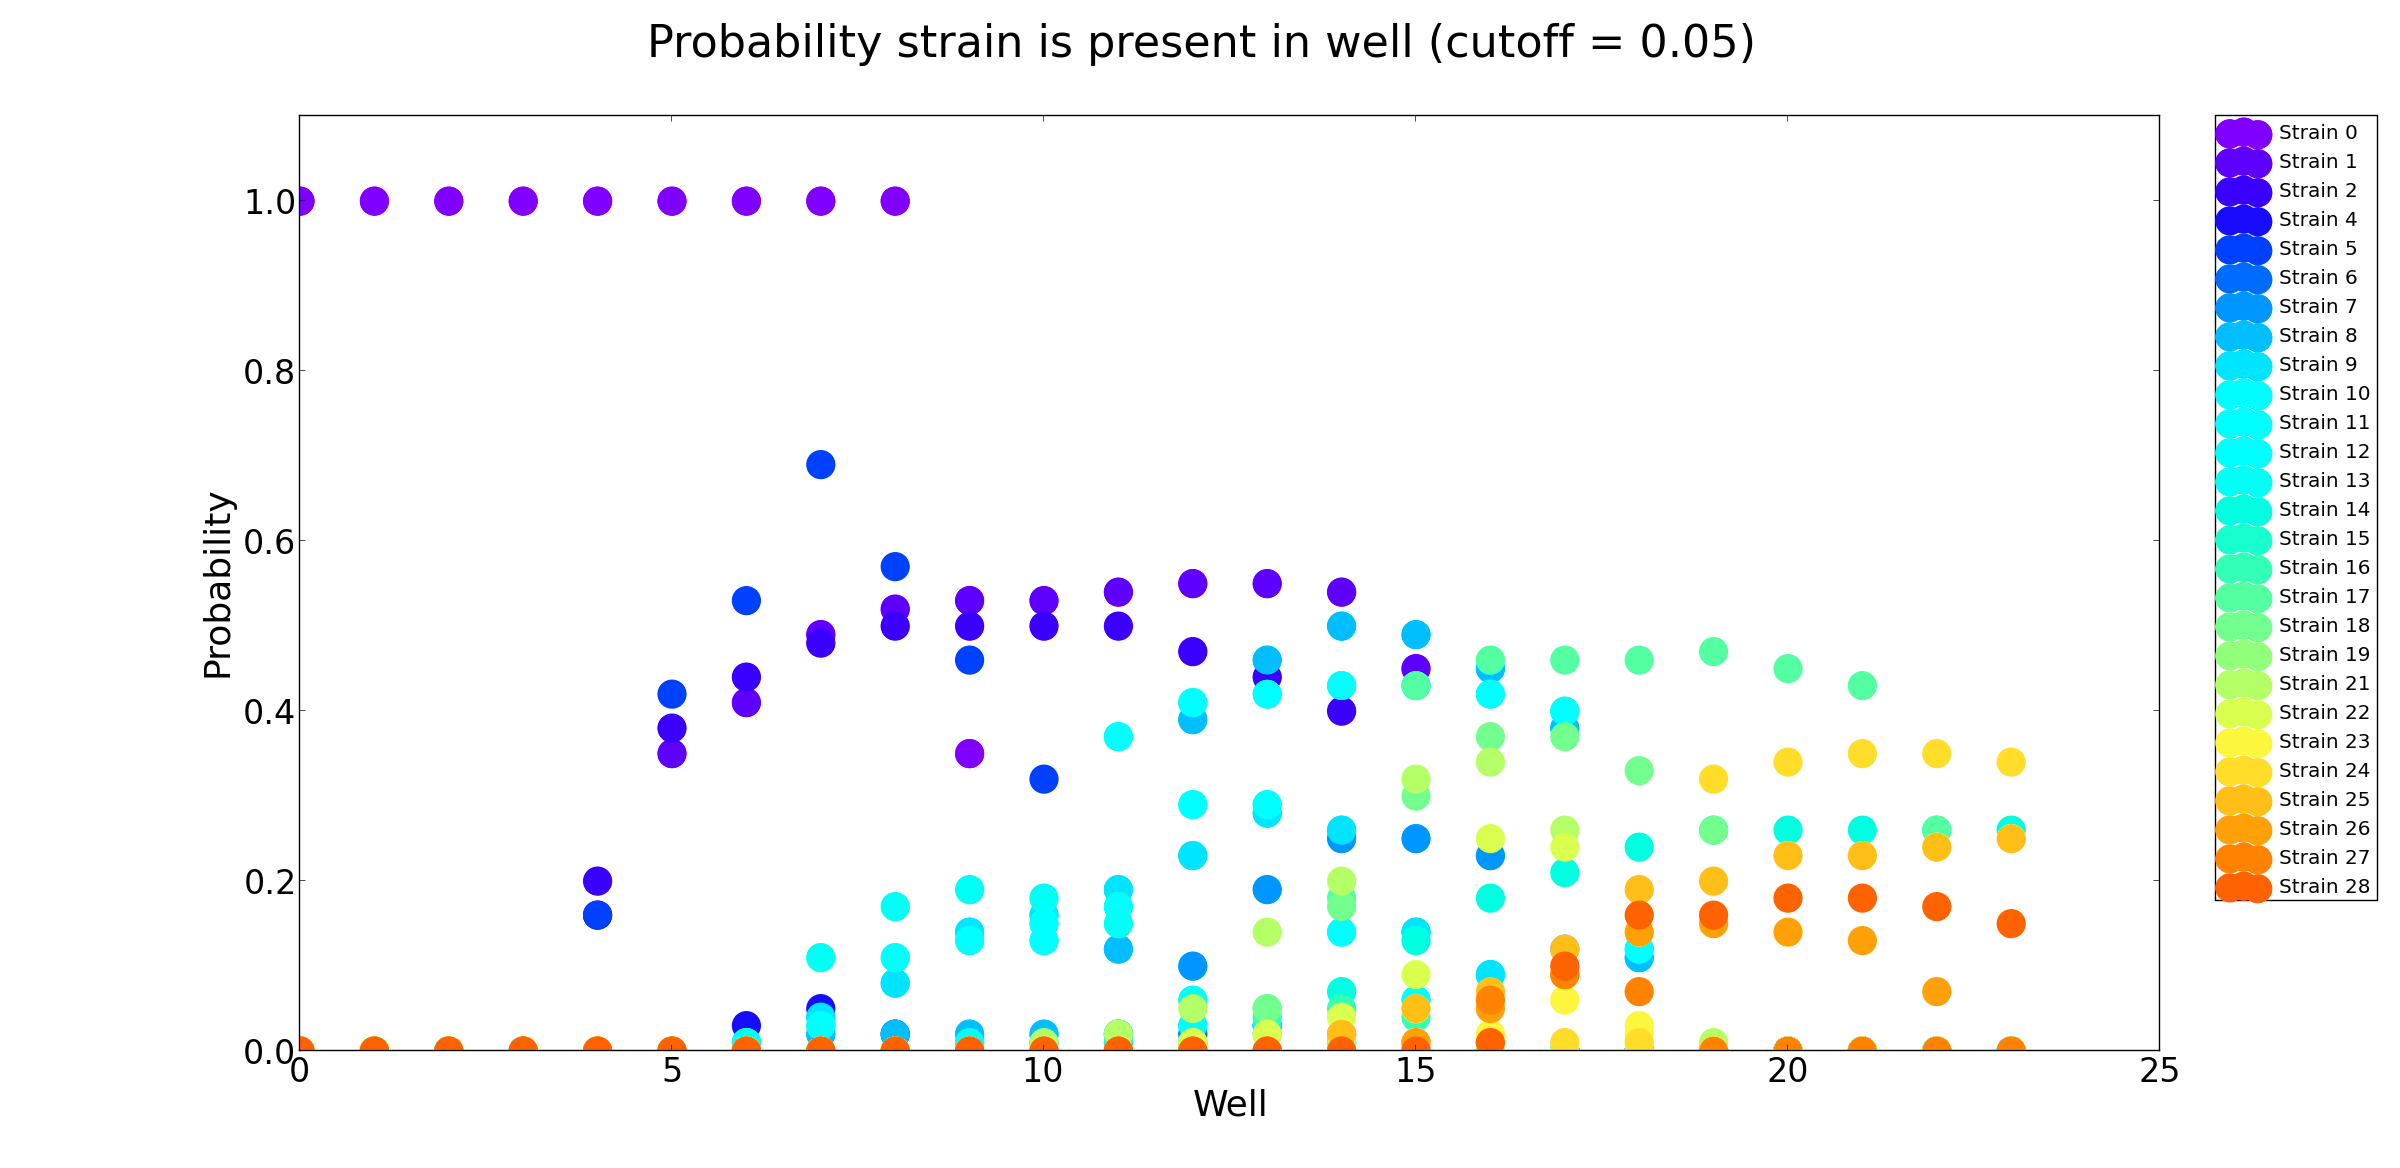 Probability strain is present in well (cutoff = 0.05)
1.0
0.8
0.6
0.4
0.2
0.0
Probability
0 5 10 15 20 25
Well
Strain 0
Strain 1
Strain 2
Strain 4
Strain 5
Strain 6
Strain 7
Strain 8
Strain 9
Strain 10
Strain 11
Strain 12
Strain 13
Strain 14
Strain 15
Strain 16
Strain 17
Strain 18
Strain 19
Strain 21
Strain 22
Strain 23
Strain 24
Strain 25
Strain 26
Strain 27
Strain 28